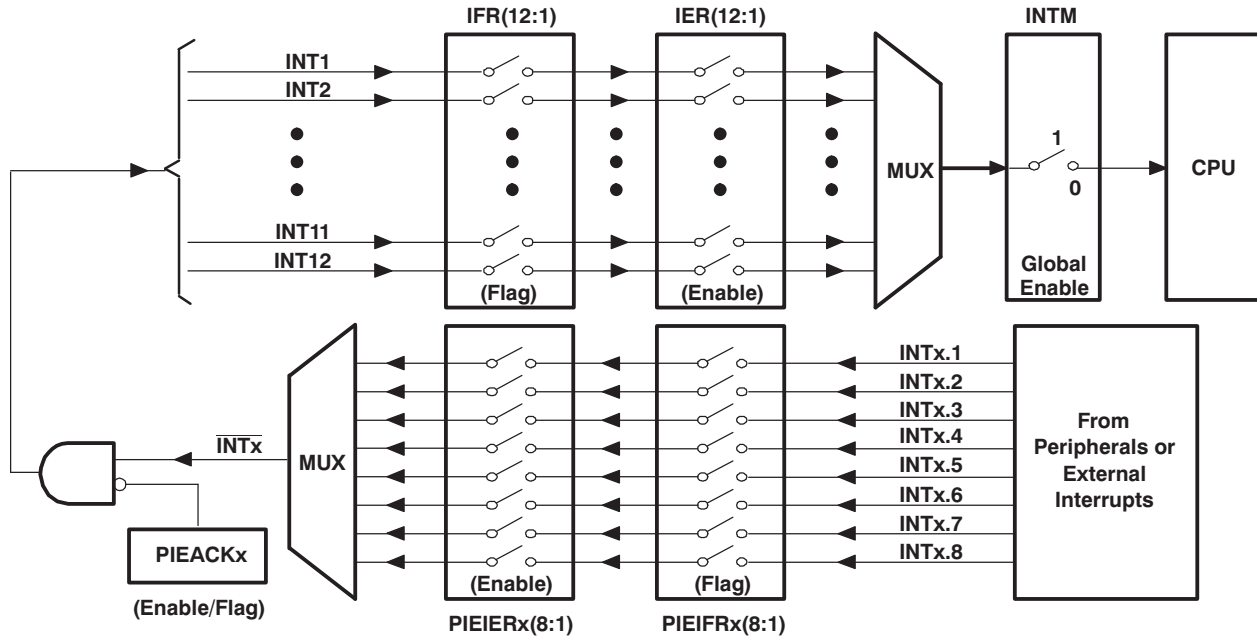 IFR(12:1)
IER(12:1)
INTM
INT1
INT2
INT11
INT12
(Flag)
(Enable)
MUX
1
0
Global
Enable
CPU
INTx
MUX
PIEACKx
(Enable/Flag)
(Enable)
PIEIERx(8:1)
(Flag)
PIEIFRx(8:1)
INTx.1
INTx.2
INTx.3
INTx.4
INTx.5
INTx.6
INTx.7
INTx.8
From
Peripherals or
External
Interrupts